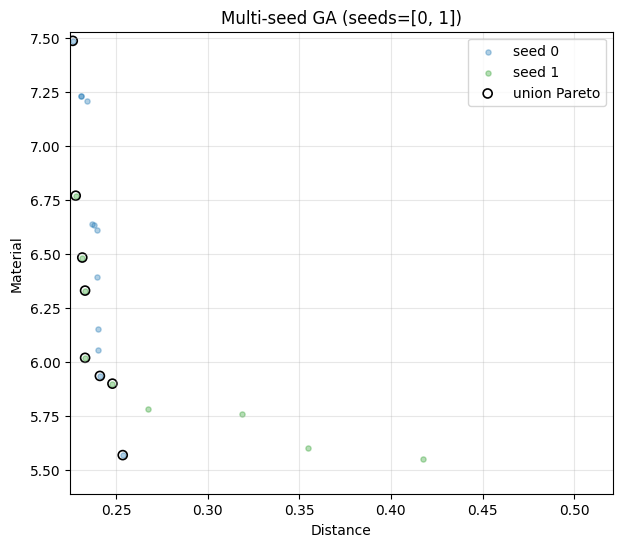 Multi-seed GA (seeds=[0, 1])
seed 0
seed 1
union Pareto
Material
7.50
7.25
7.00
6.75
6.50
6.25
6.00
5.75
5.50
0.25 0.30 0.35 0.40 0.45 0.50
Distance